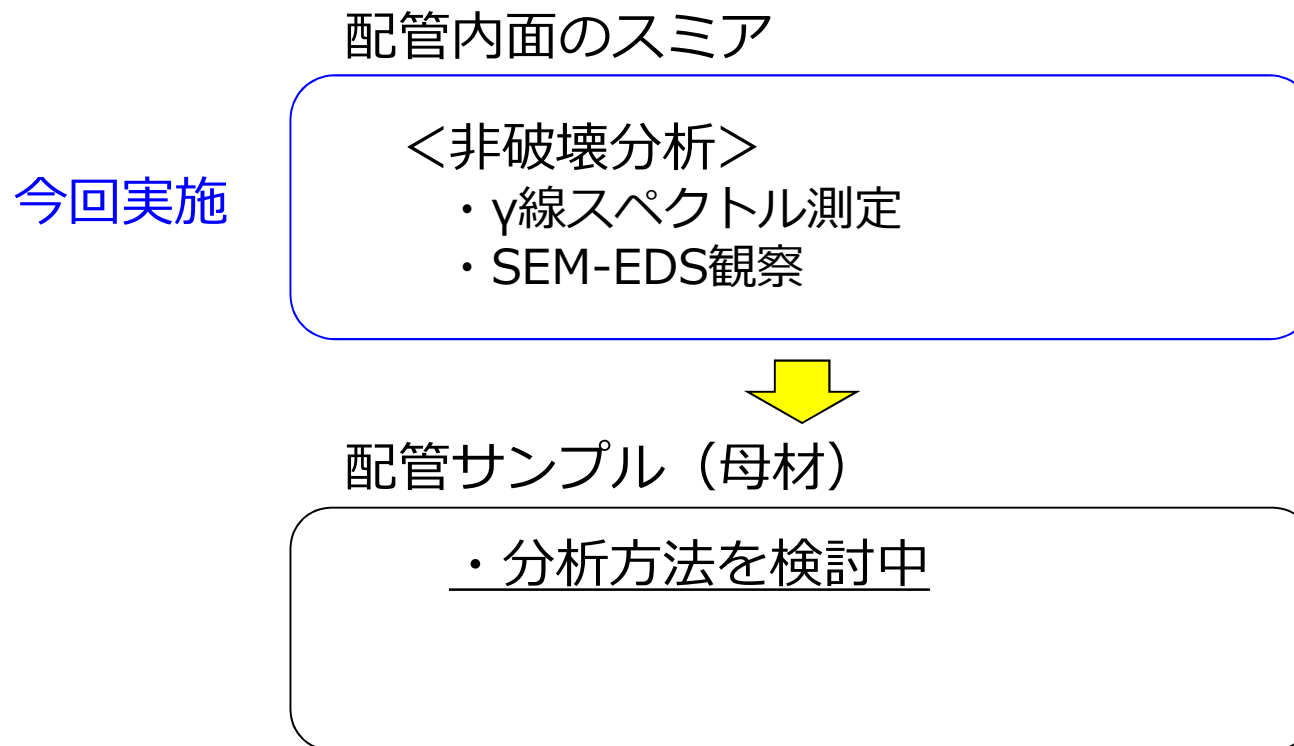 配管内面のスミア
＜非破壊分析＞
今回実施
・γ線スペクトル測定
・SEM-EDS観察
配管サンプル（母材）
・分析方法を検討中